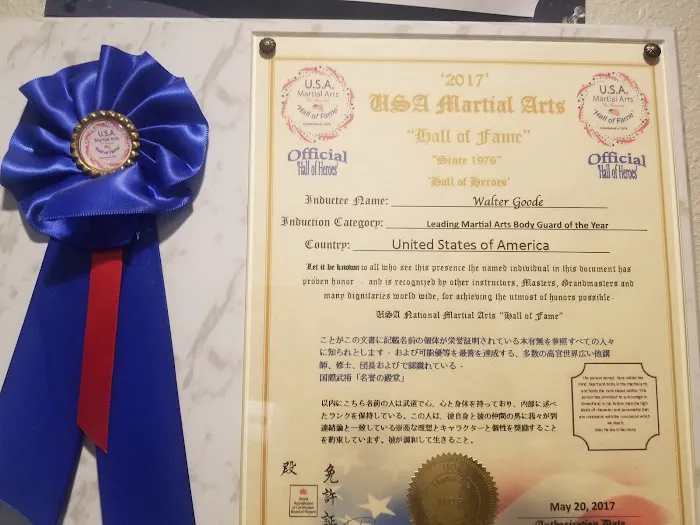 U.S.A.
Martial Arts
Hall of Fame
'2017'
USA Martial Arts
"Hall of Fame"
"Since 1976"
'Hall of Heroes'
U.S.A.
Martial Arts
"Hall of Fame"
Official
'Hall of Heroes'
U.S.A.
Martial Arts
"Hall of Fame"
Official
'Hall of Heroes'
Inductee Name: Walter Goode
Induction Category: Leading Martial Arts Body Guard of the Year
Country: United States of America
Let it be known to all who see this presence the named individual in this document has
proven honor - and is recognized by other instructors, Masters, Grandmasters and
many dignitaries world wide, for achieving the utmost of honors possible -
USA National Martial Arts "Hall of Fame"
ことがこの文書に記載名前の個体が栄誉証明されている本有無を参照すべての人々
に知られとします - および可能優等を最善を達成する、多数の高官世界広い他講
師、修士、団長およびで認識れている -
国際武術「名誉の殿堂」
以内にこちら名前の人は武道で心、心と身体を持っており、内部に述べ
たランクを保持している。この人は、彼自身と彼の仲間の馬に我々が到
達結論と一致している崇高な理想とキャラクターと個性を奨励すること
を約束しています。彼が調和して生きること。
殿
免許証
World
May 20, 2017
Authorization Date